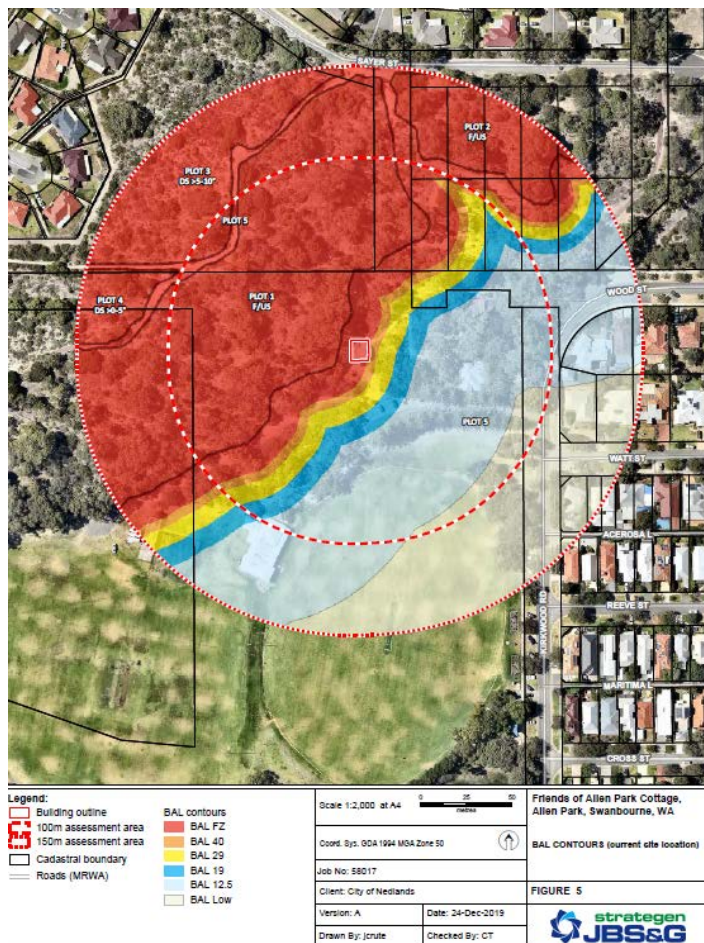 SAYER ST
PLOT 2
F/US
PLOT 3
DS >5-10°
PLOT 5
PLOT 4
DS >0-5°
PLOT 1
F/US
WOOD ST
PLOT 5
WATT ST
ACEROSA L
REEVE ST
KIRKWOOD RD
MARITIMA L
CROSS ST
Legend:
Building outline
100m assessment area
150m assessment area
Cadastral boundary
Roads (MRWA)
BAL contours
BAL FZ
BAL 40
BAL 29
BAL 19
BAL 12.5
BAL Low
Scale 1:2,000 at A4
0 25 50
metres
Coord. Sys. GDA 1994 MGA Zone 50
Job No: 58017
Client: City of Nedlands
Version: A
Date: 24-Dec-2019
Drawn By: jcrute
Checked By: CT
Friends of Allen Park Cottage,
Allen Park, Swanbourne, WA
BAL CONTOURS (current site location)
FIGURE 5
strategen
JBS&G